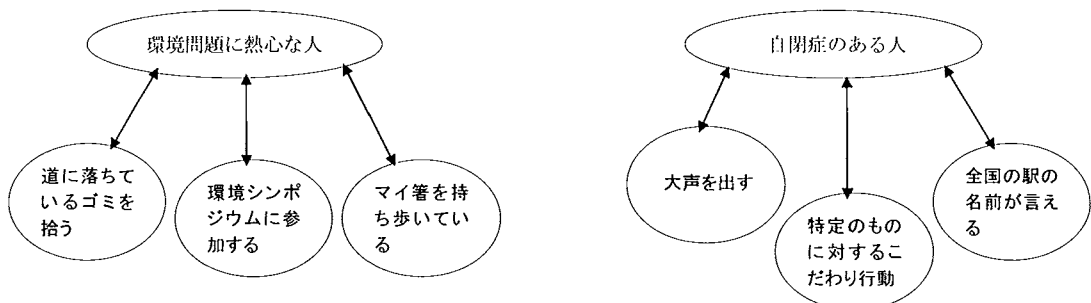 環境問題に熱心な人
道に落ちて
いるゴミを
拾う
環境シンポ
ジウムに参
加する
マイ箸を持
ち歩いてい
る
自閉症のある人
大声を出す
特定のもの
に対するこ
だわり行動
全国の駅の
名前が言え
る